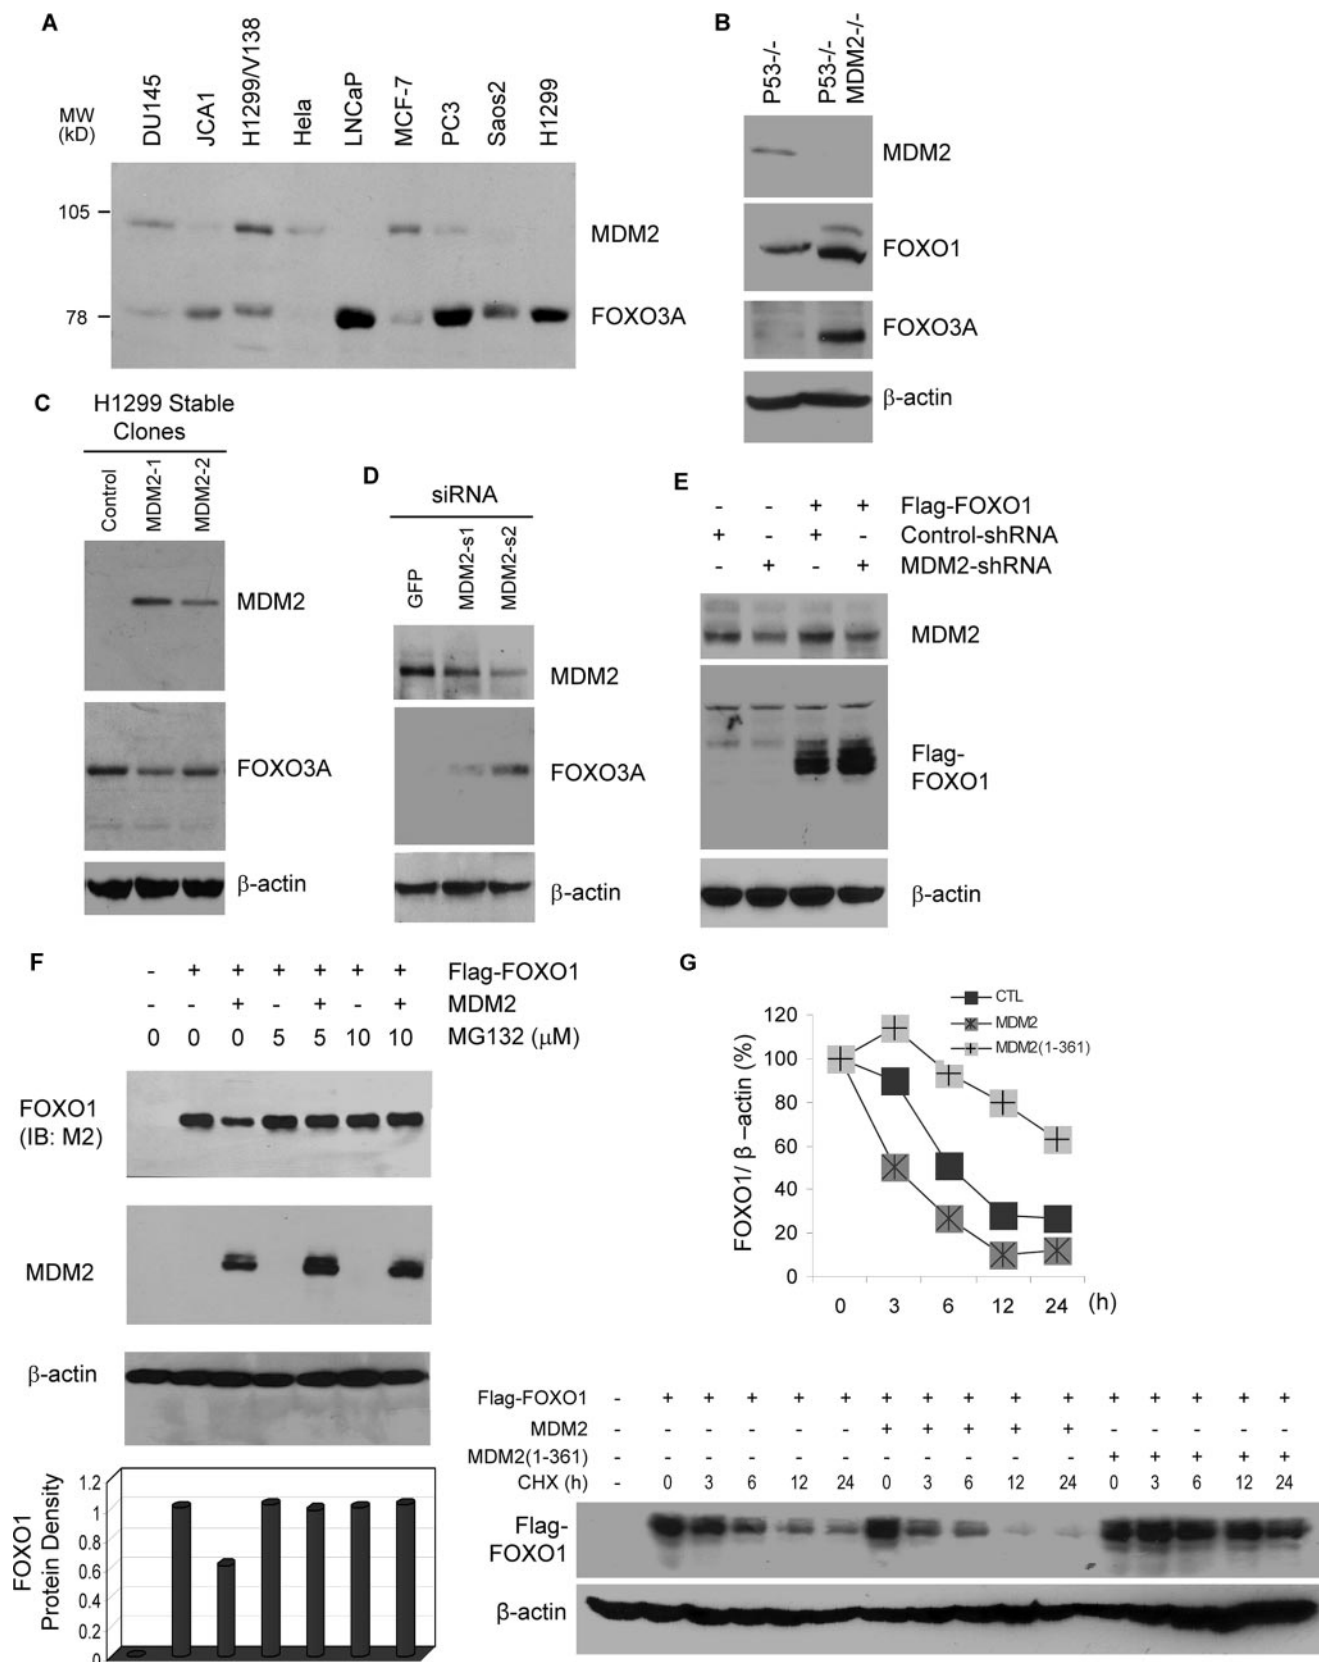 A
MW
(kD)
DU145
JCA1
H1299/V138
Hela
LNCaP
MCF-7
PC3
Saos2
H1299
105
78
MDM2
FOXO3A
B
P53-/-
P53-/-
MDM2-/-
MDM2
FOXO1
FOXO3A
β-actin
C
H1299 Stable
Clones
Control
MDM2-1
MDM2-2
MDM2
FOXO3A
β-actin
D
siRNA
GFP
MDM2-s1
MDM2-s2
MDM2
FOXO3A
β-actin
E
- - + + Flag-FOXO1
+ - + - Control-shRNA
- + - + MDM2-shRNA
MDM2
Flag-
FOXO1
β-actin
F
- + + + + + + Flag-FOXO1
- - + - + - + MDM2
0 0 0 5 5 10 10 MG132 (μM)
FOXO1
(IB: M2)
MDM2
β-actin
FOXO1
Protein Density
1.2
1
0.8
0.6
0.4
0.2
0
G
CTL
MDM2
MDM2(1-361)
FOXO1/ β –actin (%)
120
100
80
60
40
20
0
0 3 6 12 24 (h)
Flag-FOXO1 - + + + + + + + + + + + + + + +
MDM2 - - - - - - + + + + + - - - - -
MDM2(1-361) - - - - - - - - - - - + + + + +
CHX (h) - 0 3 6 12 24 0 3 6 12 24 0 3 6 12 24
Flag-
FOXO1
β-actin